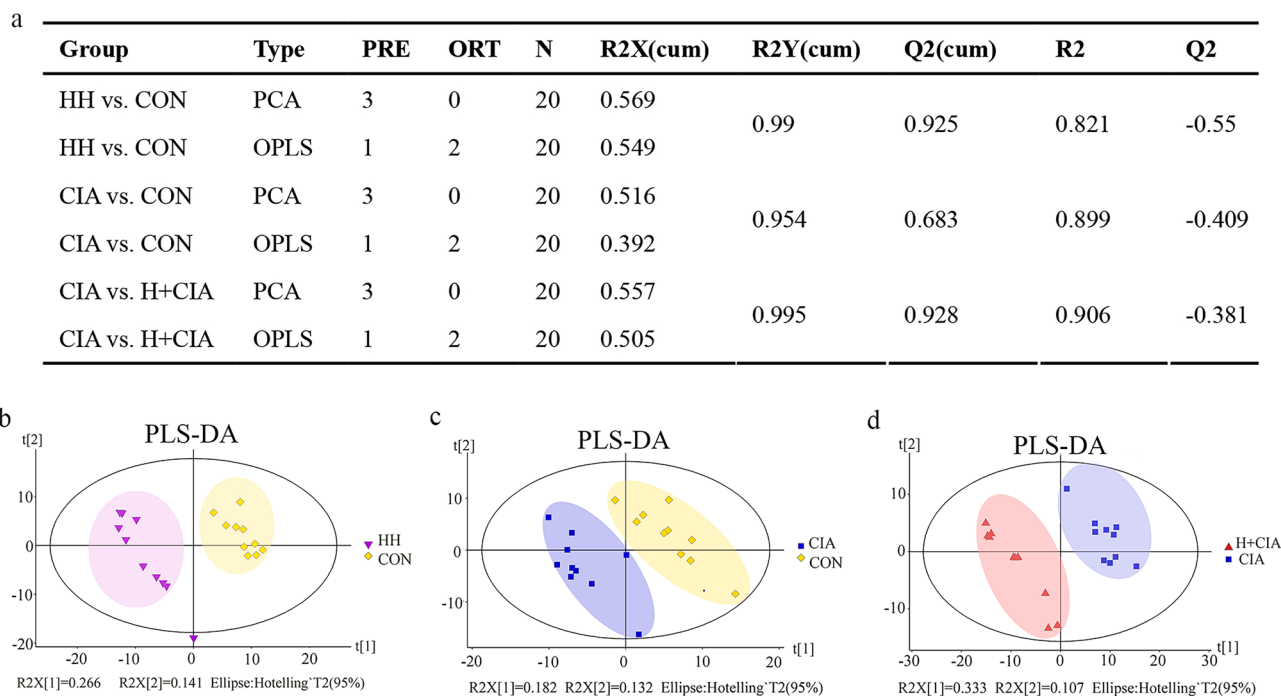 a
Group Type PRE ORT N R2X(cum) R2Y(cum) Q2(cum) R2 Q2
HH vs. CON PCA 3 0 20 0.569
0.99 0.925 0.821 -0.55
HH vs. CON OPLS 1 2 20 0.549
CIA vs. CON PCA 3 0 20 0.516
0.954 0.683 0.899 -0.409
CIA vs. CON OPLS 1 2 20 0.392
CIA vs. H+CIA PCA 3 0 20 0.557
0.995 0.928 0.906 -0.381
CIA vs. H+CIA OPLS 1 2 20 0.505
b
t[2]
PLS-DA
10
0
-10
-20
HH
CON
t[1]
-20 -10 0 10 20
R2X[1]=0.266 R2X[2]=0.141 Ellipse:Hotelling`T2(95%)
c
t[2]
PLS-DA
10
0
-10
CIA
CON
t[1]
-20 -10 0 10 20
R2X[1]=0.182 R2X[2]=0.132 Ellipse:Hotelling`T2(95%)
d
t[2]
PLS-DA
10
0
-10
H+CIA
CIA
t[1]
-30 -20 -10 0 10 20 30
R2X[1]=0.333 R2X[2]=0.107 Ellipse:Hotelling`T2(95%)